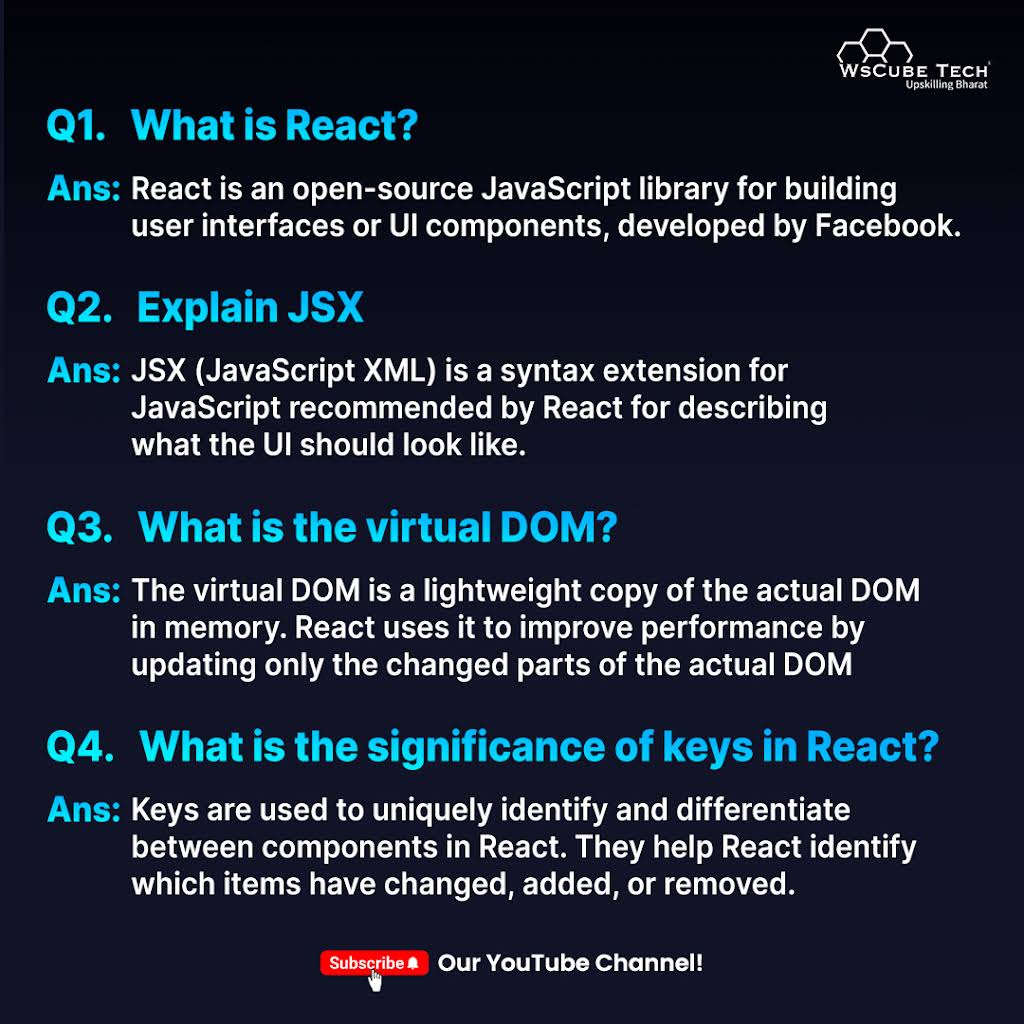 WsCube Tech
Upskilling Bharat
Q1. What is React?
Ans: React is an open-source JavaScript library for building
user interfaces or UI components, developed by Facebook.
Q2. Explain JSX
Ans: JSX (JavaScript XML) is a syntax extension for
JavaScript recommended by React for describing
what the UI should look like.
Q3. What is the virtual DOM?
Ans: The virtual DOM is a lightweight copy of the actual DOM
in memory. React uses it to improve performance by
updating only the changed parts of the actual DOM
Q4. What is the significance of keys in React?
Ans: Keys are used to uniquely identify and differentiate
between components in React. They help React identify
which items have changed, added, or removed.
Subscribe Our YouTube Channel!